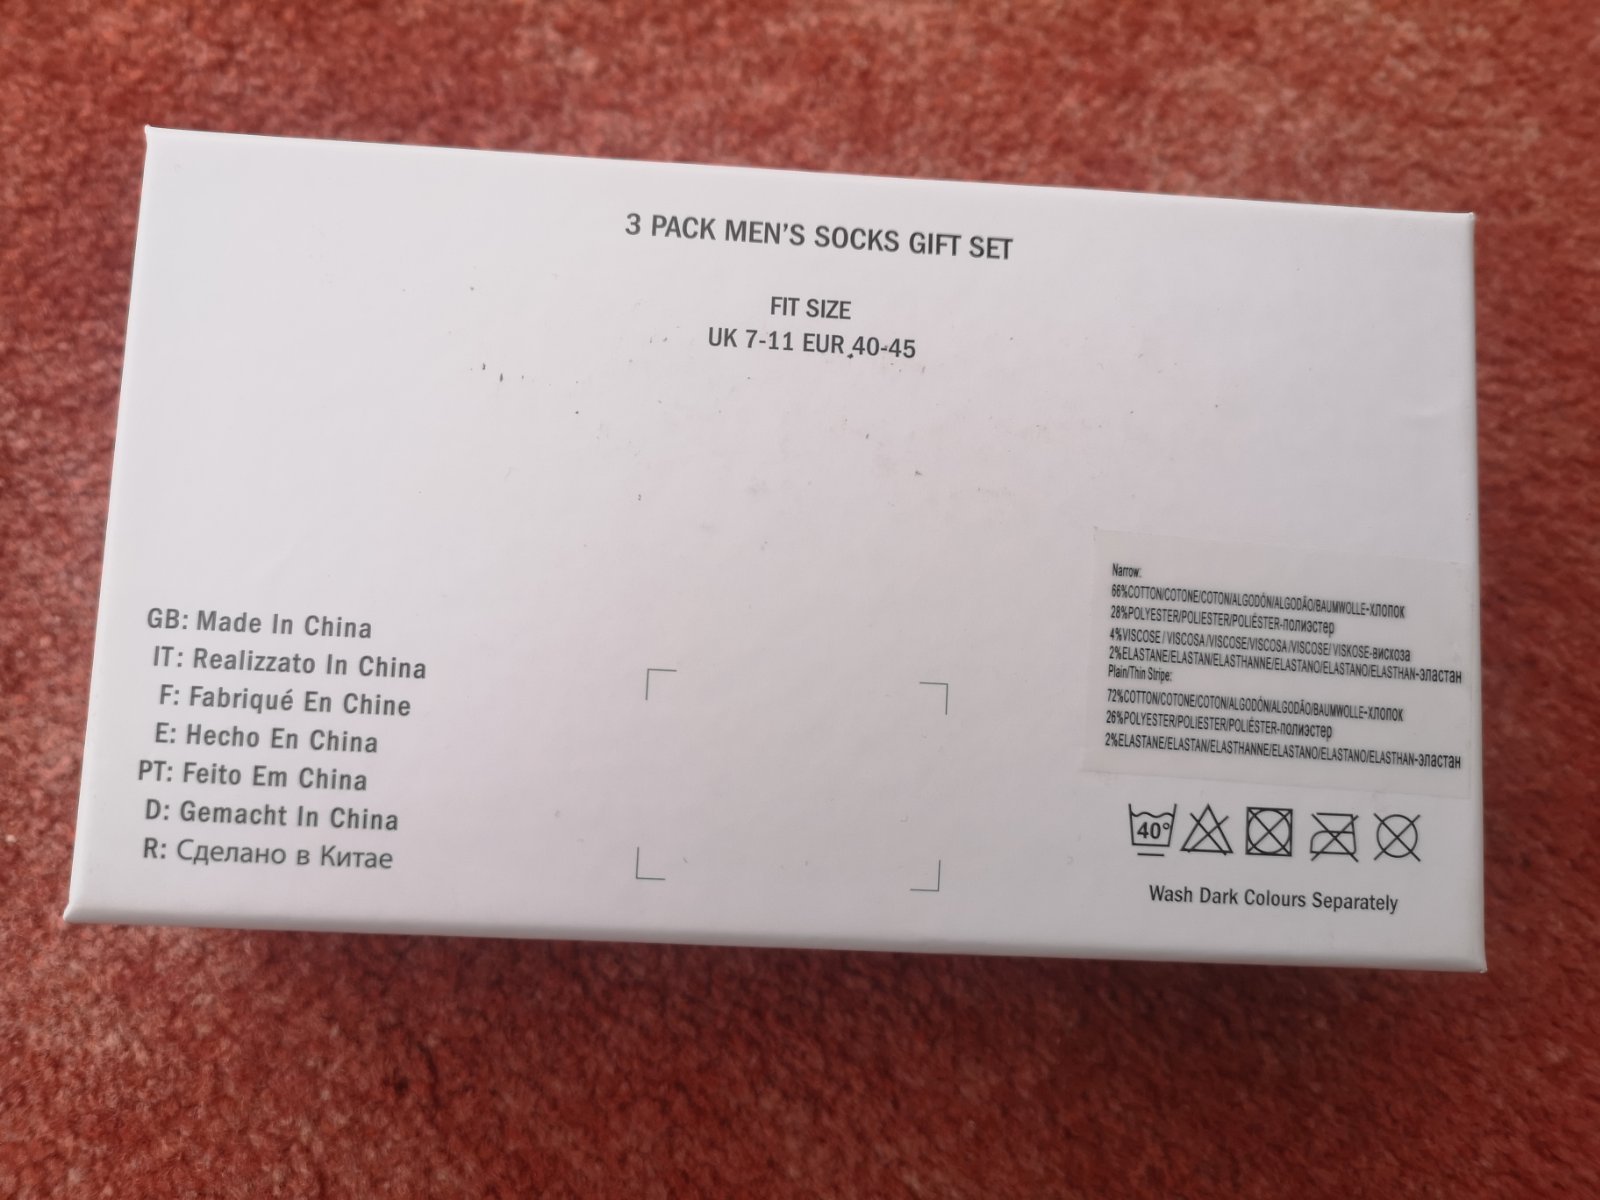 3 PACK MEN'S SOCKS GIFT SET
FIT SIZE
UK 7-11 EUR 40-45
GB: Made In China
IT: Realizzato In China
F: Fabriqué En Chine
E: Hecho En China
PT: Feito Em China
D: Gemacht In China
R: Сделано в Китае
Narrow:
66%COTTON/COTONE/COTON/ALGODÓN/ALGODÃO/BAUMWOLLE-хлопок
28%POLYESTER/POLIESTER/POLIÉSTER-полиэстер
4%VISCOSE / VISCOSA /VISCOSE/VISCOSA /VISCOSE/ VISKOSE-вискоза
2%ELASTANE/ELASTAN/ELASTHANNE/ELASTANO/ELASTANO/ELASTHAN-эластан
Plain/Thin Stripe:
72%COTTON/COTONE/COTON/ALGODÓN/ALGODÃO/BAUMWOLLE-хлопок
26%POLYESTER/POLIESTER/POLIÉSTER-полиэстер
2%ELASTANE/ELASTAN/ELASTHANNE/ELASTANO/ELASTANO/ELASTHAN-эластан
40°
Wash Dark Colours Separately